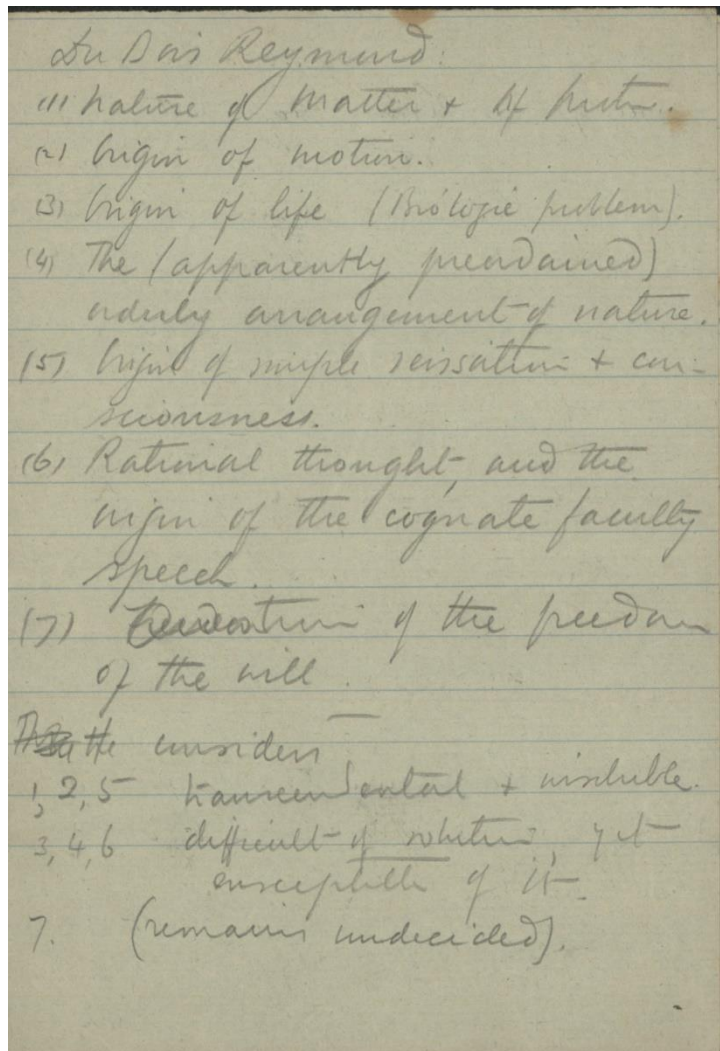 Du Bois Reymond:
(1) Nature of matter + of force.
(2) Origin of motion.
(3) Origin of life (Biologic problem).
(4) The (apparently preordained)
orderly arrangement of nature.
(5) Origin of simple sensation + con-
sciousness.
(6) Rational thought, and the
origin of the cognate faculty
speech.
(7) Question of the freedom
of the will.
He considers
1, 2, 5 transcendental + insoluble.
3, 4, 6 difficult of solution, yet
susceptible of it.
7. (remains undecided).